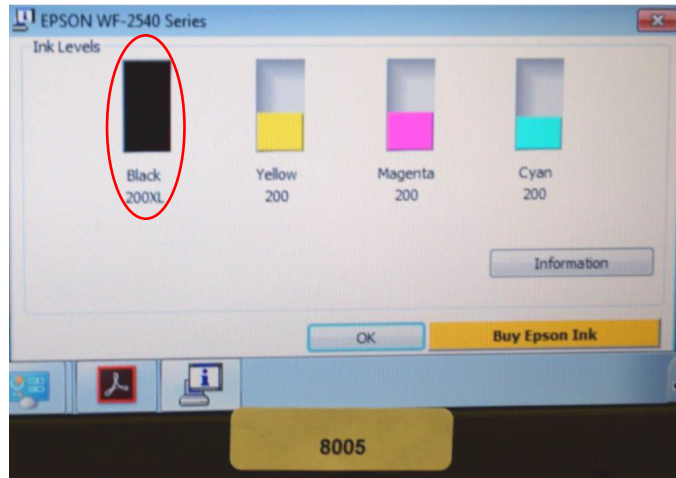 EPSON WF-2540 Series
Ink Levels
Black
200XL
Yellow
200
Magenta
200
Cyan
200
Information
OK
Buy Epson Ink
i
8005